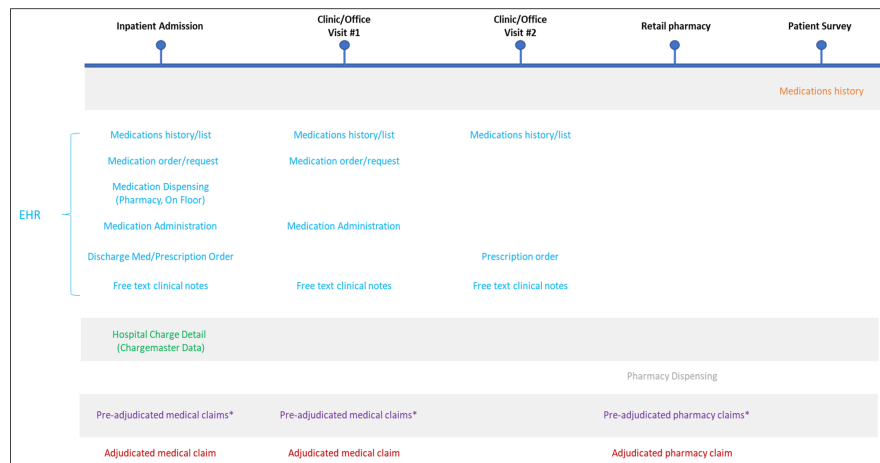 Inpatient Admission
Clinic/Office
Visit #1
Clinic/Office
Visit #2
Retail pharmacy
Patient Survey
Medications history
Medications history/list
Medications history/list
Medications history/list
Medication order/request
Medication order/request
Medication Dispensing
(Pharmacy, On Floor)
EHR
Medication Administration
Medication Administration
Discharge Med/Prescription Order
Prescription order
Free text clinical notes
Free text clinical notes
Free text clinical notes
Hospital Charge Detail
(Chargemaster Data)
Pharmacy Dispensing
Pre-adjudicated medical claims*
Pre-adjudicated medical claims*
Pre-adjudicated pharmacy claims*
Adjudicated medical claim
Adjudicated medical claim
Adjudicated pharmacy claim